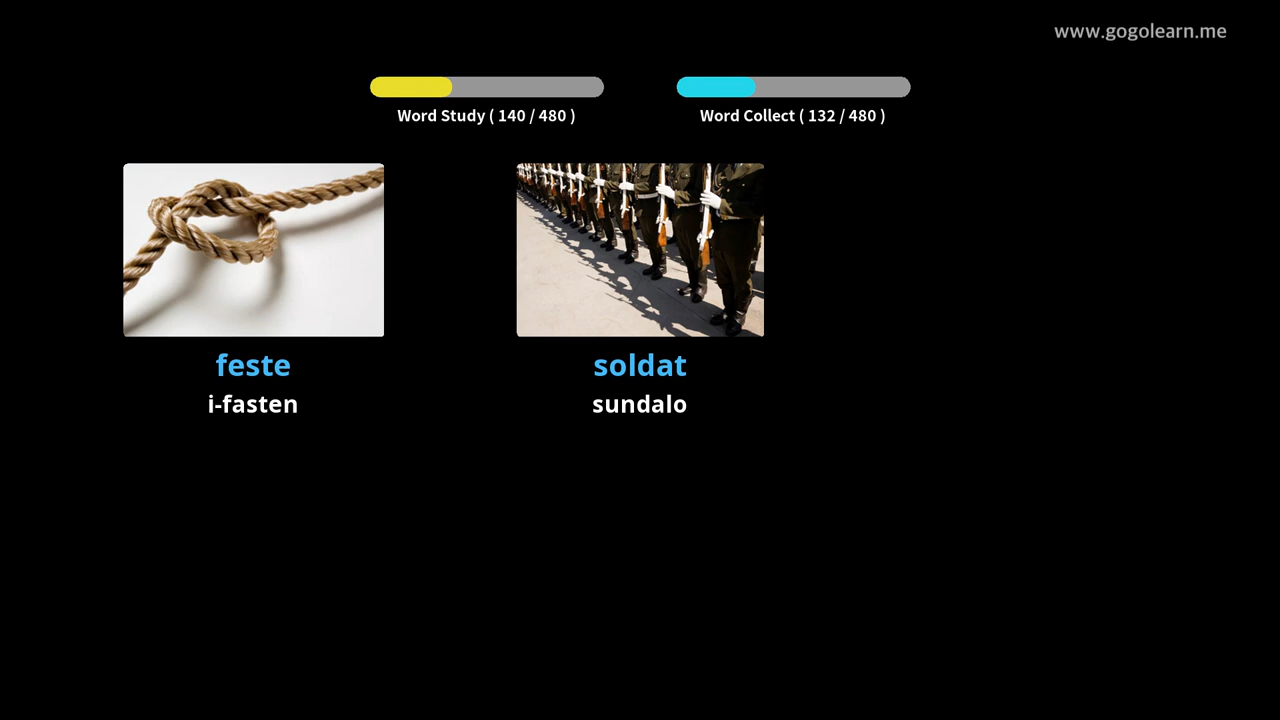 www.gogolearn.me
Word Study ( 140 / 480 )
Word Collect ( 132 / 480 )
feste
i-fasten
soldat
sundalo